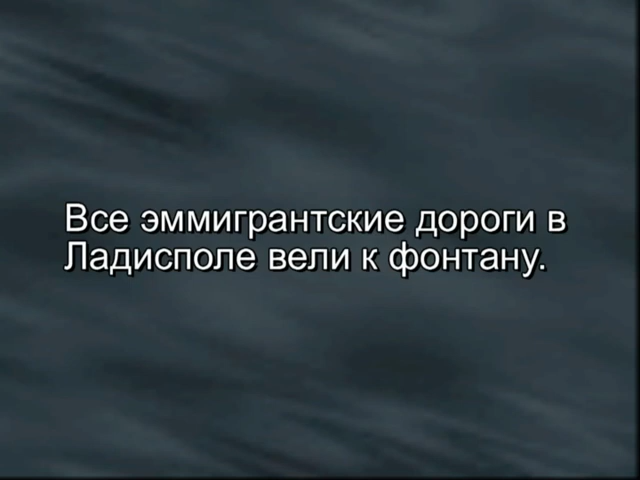 Все эммигрантские дороги в
Ладисполе вели к фонтану.